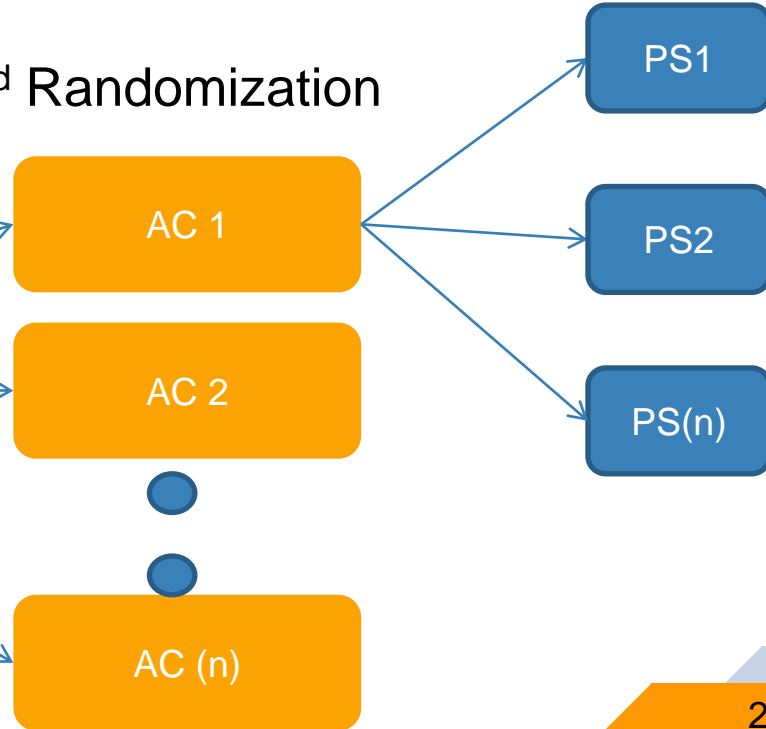 d Randomization
PS1
AC 1
PS2
AC 2
PS(n)
AC (n)
2